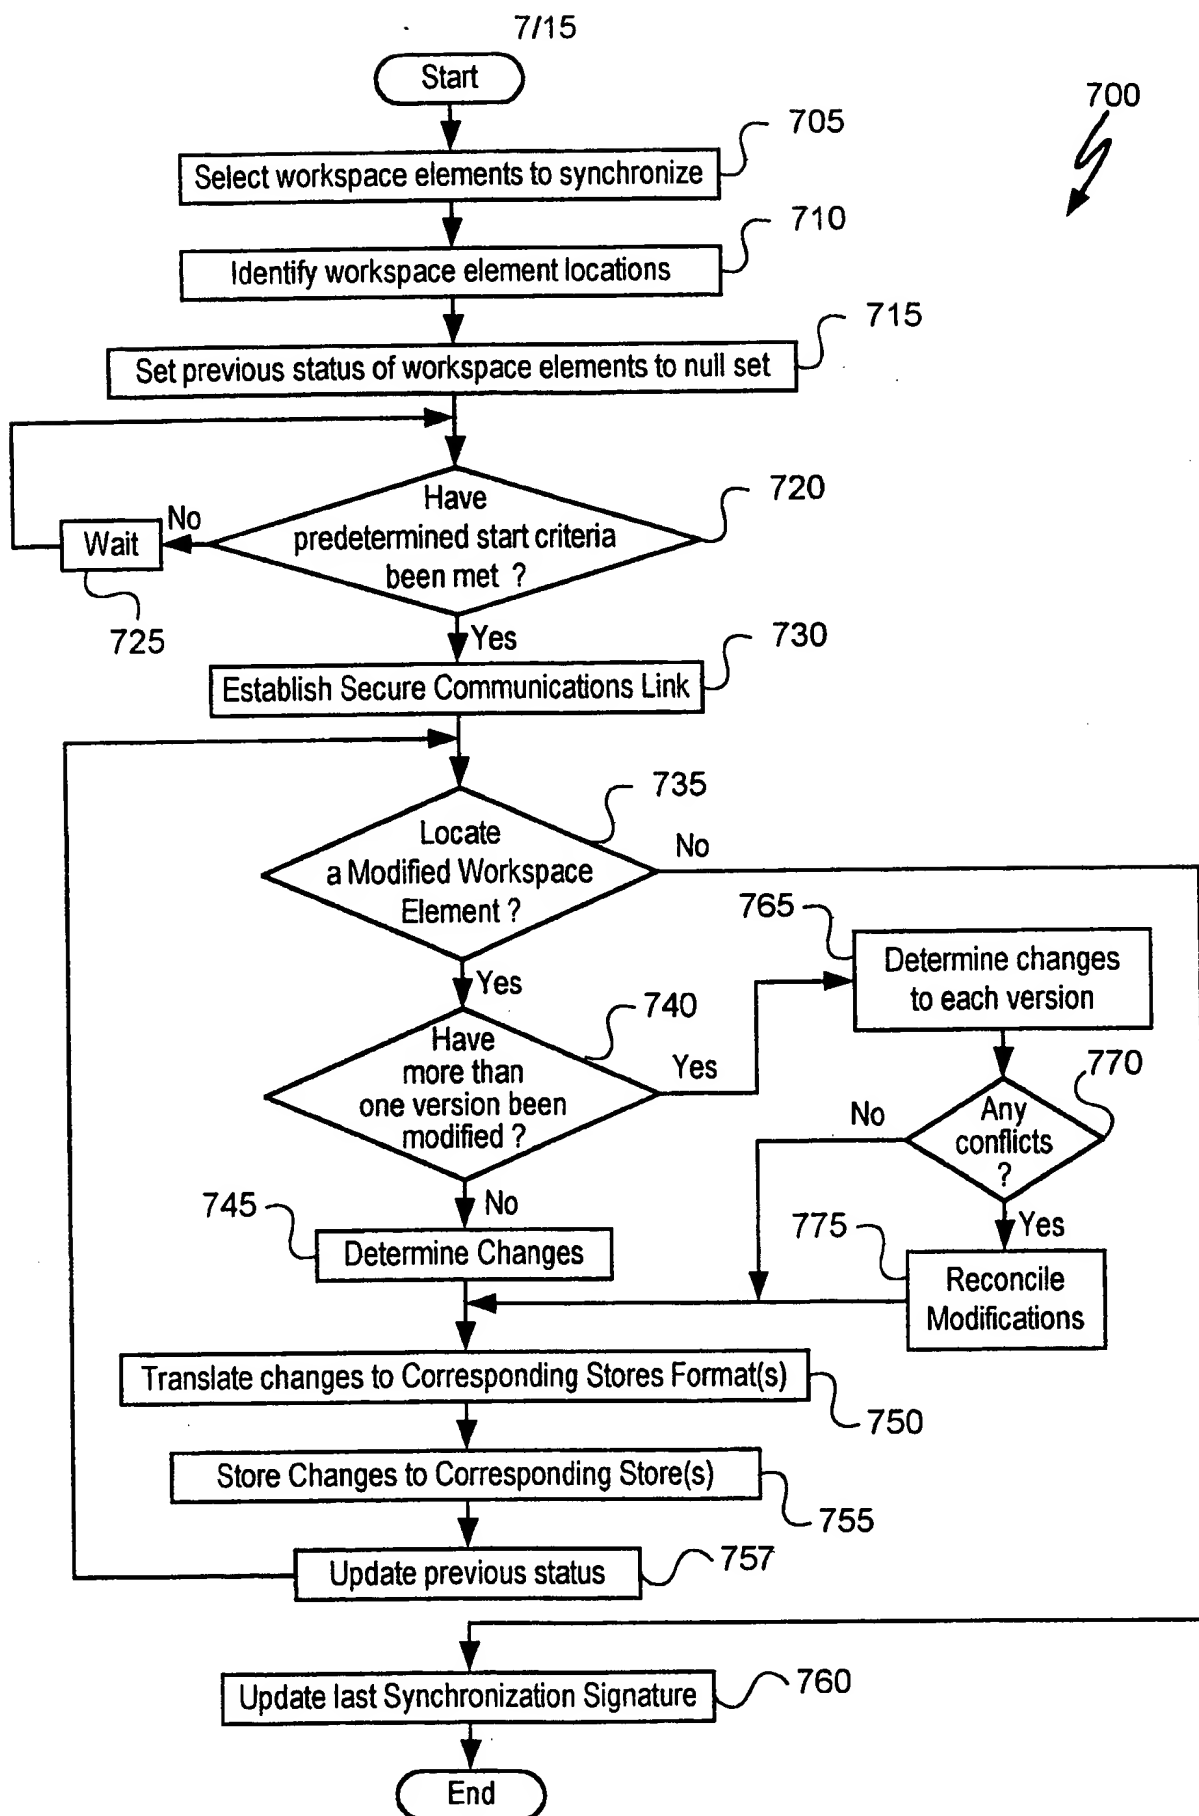 7/15
Start
700
705
Select workspace elements to synchronize
710
Identify workspace element locations
715
Set previous status of workspace elements to null set
720
Have
predetermined start criteria
been met ?
No
Wait
725
Yes
730
Establish Secure Communications Link
735
Locate
a Modified Workspace
Element ?
No
Yes
765
Determine changes
to each version
740
Have
more than
one version been
modified ?
Yes
770
Any
conflicts
?
No
Yes
745
No
Determine Changes
775
Reconcile
Modifications
Translate changes to Corresponding Stores Format(s)
750
Store Changes to Corresponding Store(s)
755
Update previous status
757
Update last Synchronization Signature
760
End